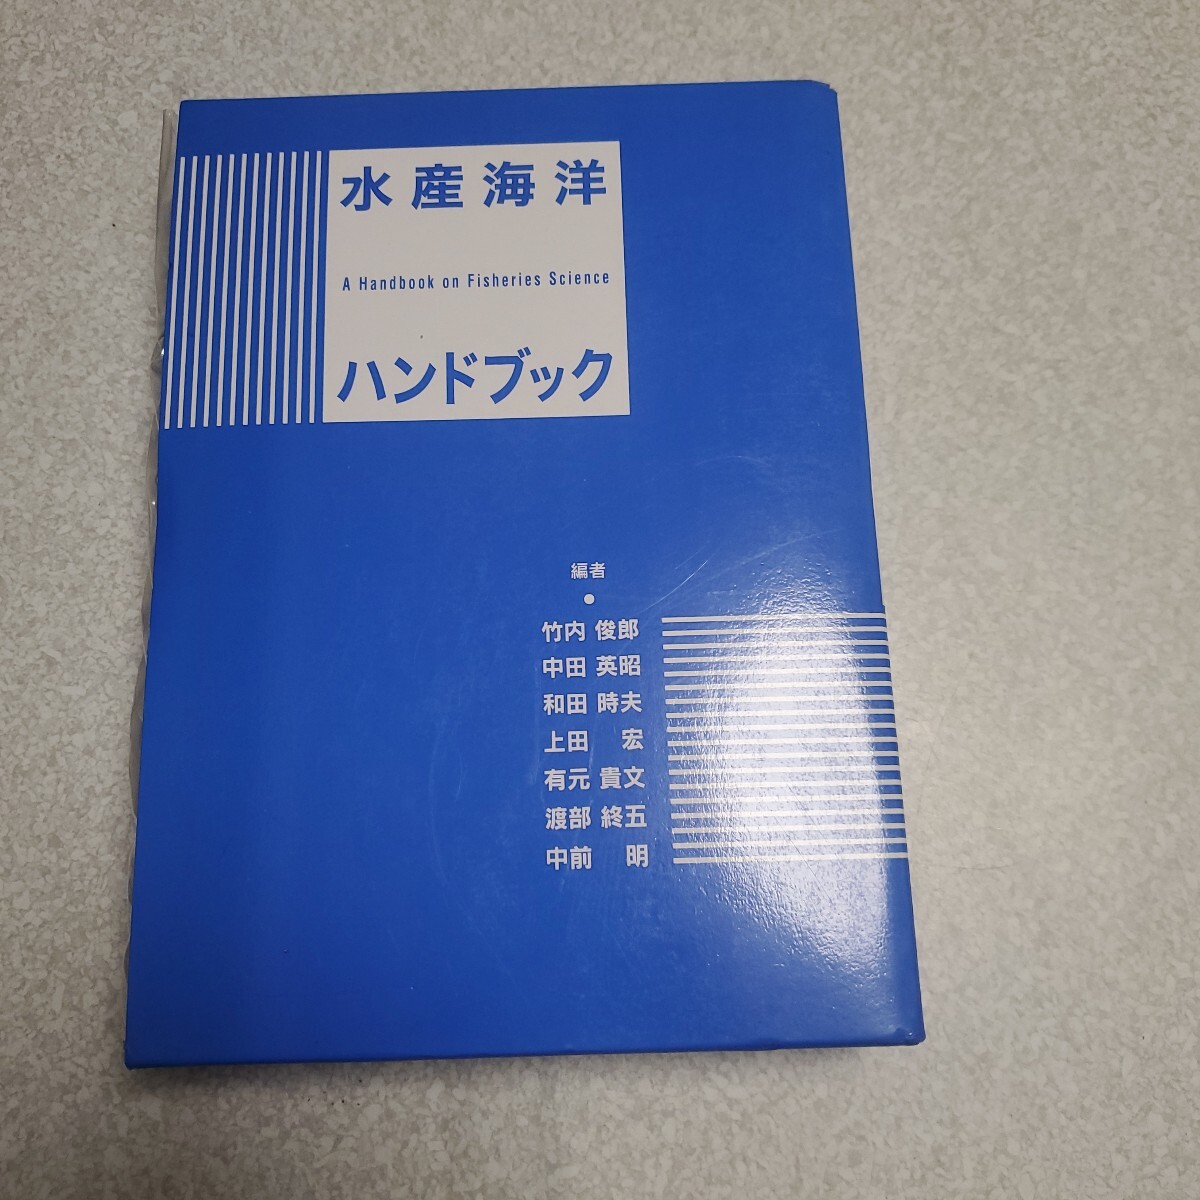 水産海洋
A Handbook on Fisheries Science
ハンドブック
編者
竹内 俊郎
中田 英昭
和田 時夫
上田 宏
有元 貴文
渡部 終五
中前 明